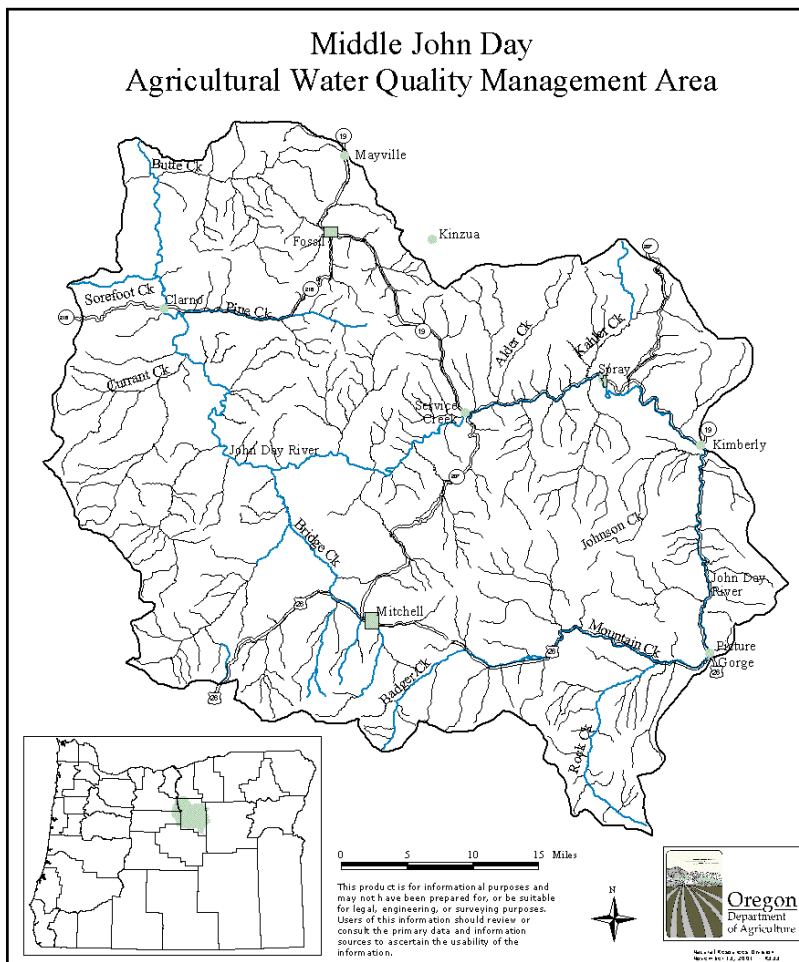 Middle John Day
Agricultural Water Quality Management Area
19
Butte Ck
Mayville
Fossil
Kinzua
207
Sorefoot Ck
Clarno
218
218
Pine Ck
19
Alder Ck
Kahler Ck
Currant Ck
Spray
Service
Creek
19
Kimberly
John Day River
207
Bridge Ck
Johnson Ck
John Day
River
26
Mitchell
Mountain Ck
26
Picture
Gorge
26
26
Badger Ck
Rock Ck
0 5 10 15 Miles
This product is for informational purposes and
may not have been prepared for, or be suitable
for legal, engineering, or surveying purposes.
Users of this information should review or
consult the primary data and information
sources to ascertain the usability of the
information.
N
Oregon
Department
of Agriculture
Natural Resources Division